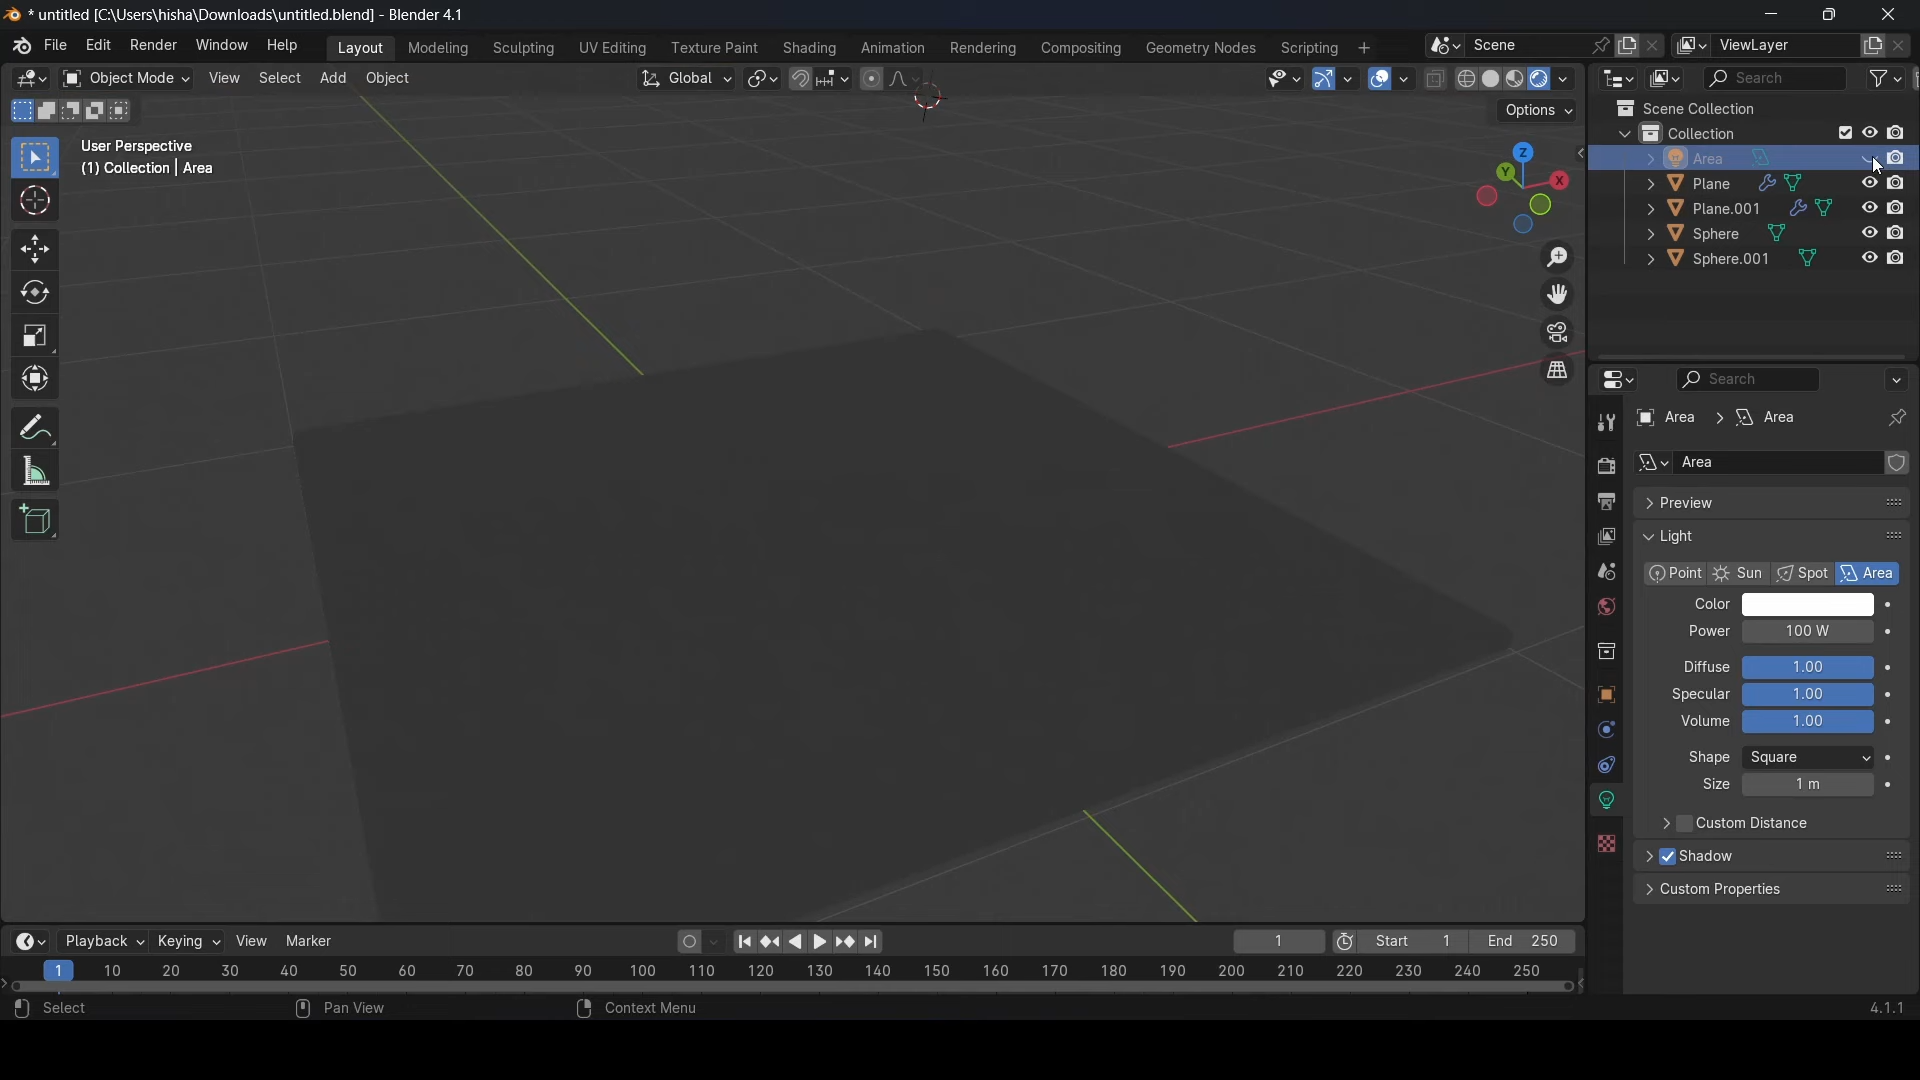 * untitled [C:\Users\hisha\Downloads\untitled.blend] - Blender 4.1
File Edit Render Window Help Layout Modeling Sculpting UV Editing Texture Paint Shading Animation Rendering Compositing Geometry Nodes Scripting + Scene ViewLayer
Object Mode View Select Add Object Global Search
Options
User Perspective
(1) Collection | Area
Z
Y
X
Scene Collection
Collection
Area
Plane
Plane.001
Sphere
Sphere.001
Search
Area > Area
Area
Preview
Light
Point Sun Spot Area
Color
Power 100 W
Diffuse 1.00
Specular 1.00
Volume 1.00
Shape Square
Size 1 m
Custom Distance
Shadow
Custom Properties
Playback Keying View Marker 1 Start 1 End 250
1 10 20 30 40 50 60 70 80 90 100 110 120 130 140 150 160 170 180 190 200 210 220 230 240 250
Select Pan View Context Menu 4.1.1